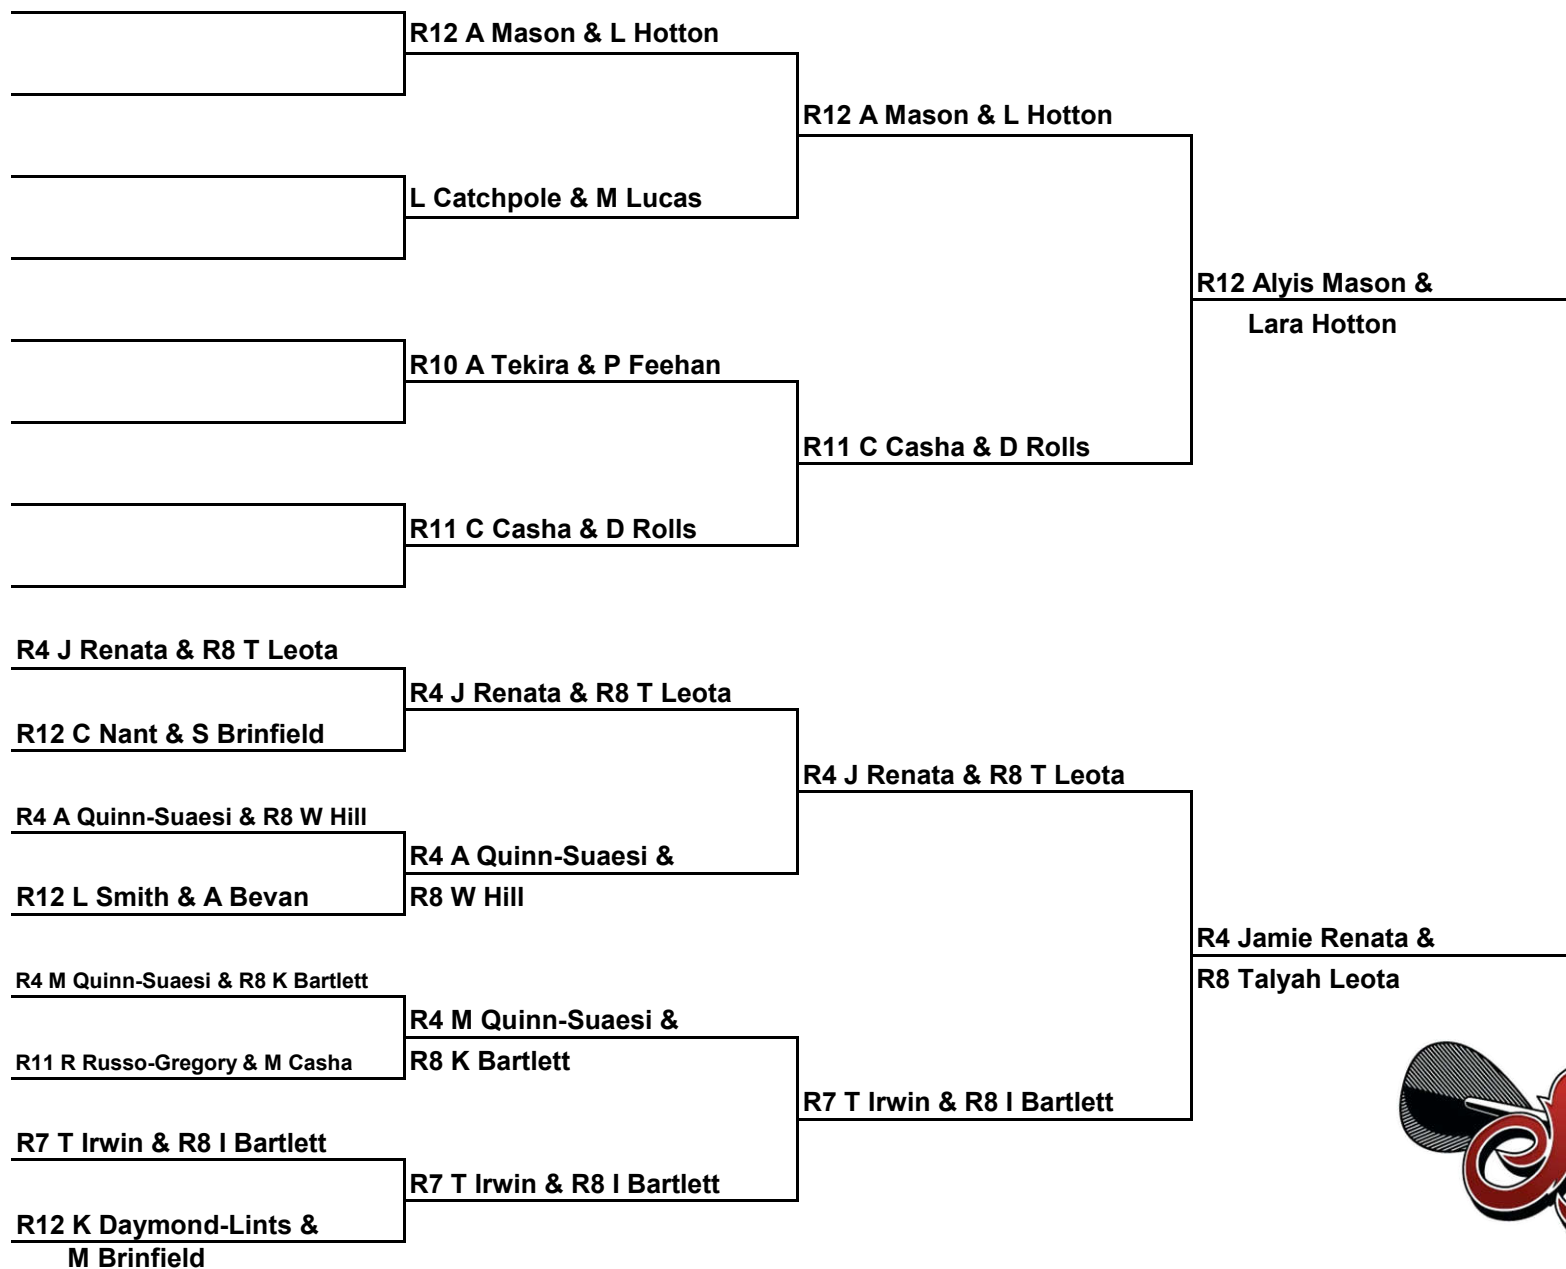 R12 A Mason & L Hotton
R12 A Mason & L Hotton
L Catchpole & M Lucas
R12 Alyis Mason &
Lara Hotton
R10 A Tekira & P Feehan
R11 C Casha & D Rolls
R11 C Casha & D Rolls
R4 J Renata & R8 T Leota
R4 J Renata & R8 T Leota
R12 C Nant & S Brinfield
R4 J Renata & R8 T Leota
R4 A Quinn-Suaesi & R8 W Hill
R4 A Quinn-Suaesi &
R8 W Hill
R12 L Smith & A Bevan
R4 Jamie Renata &
R8 Talyah Leota
R4 M Quinn-Suaesi & R8 K Bartlett
R4 M Quinn-Suaesi &
R8 K Bartlett
R11 R Russo-Gregory & M Casha
R7 T Irwin & R8 I Bartlett
R7 T Irwin & R8 I Bartlett
R7 T Irwin & R8 I Bartlett
R12 K Daymond-Lints &
M Brinfield